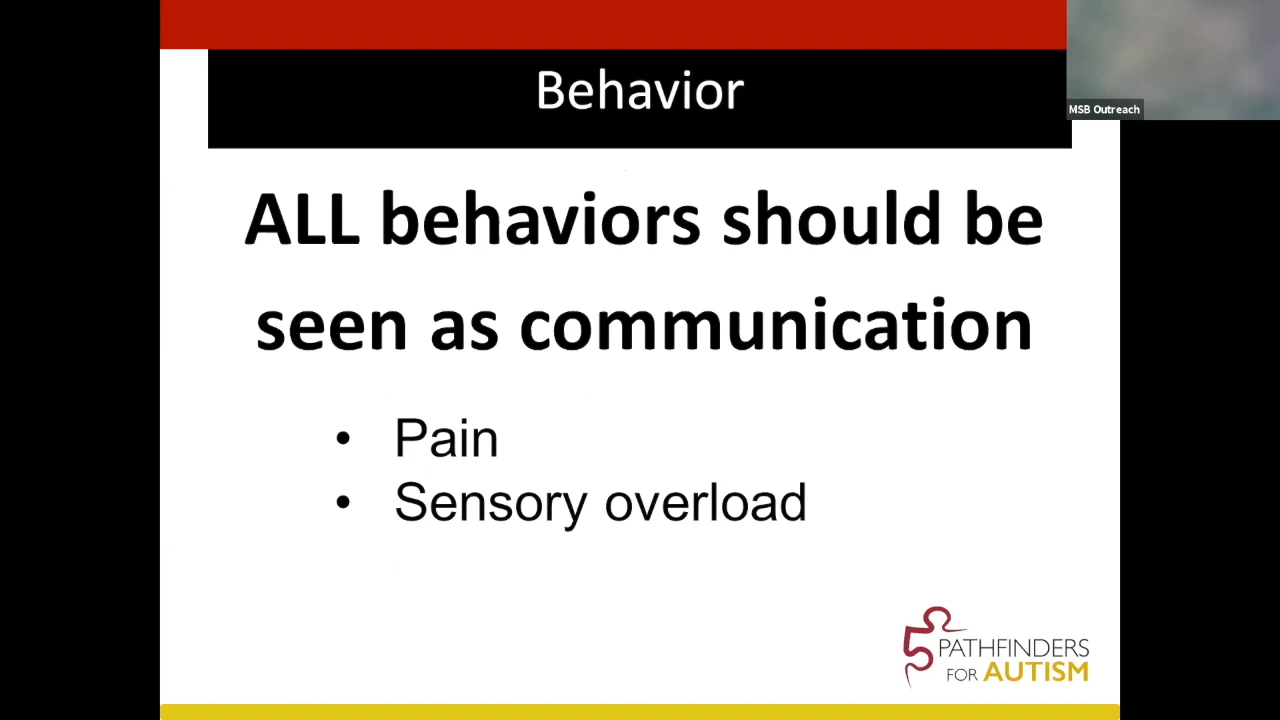 Behavior
MSB Outreach
ALL behaviors should be
seen as communication
• Pain
• Sensory overload
PATHFINDERS
FOR AUTISM